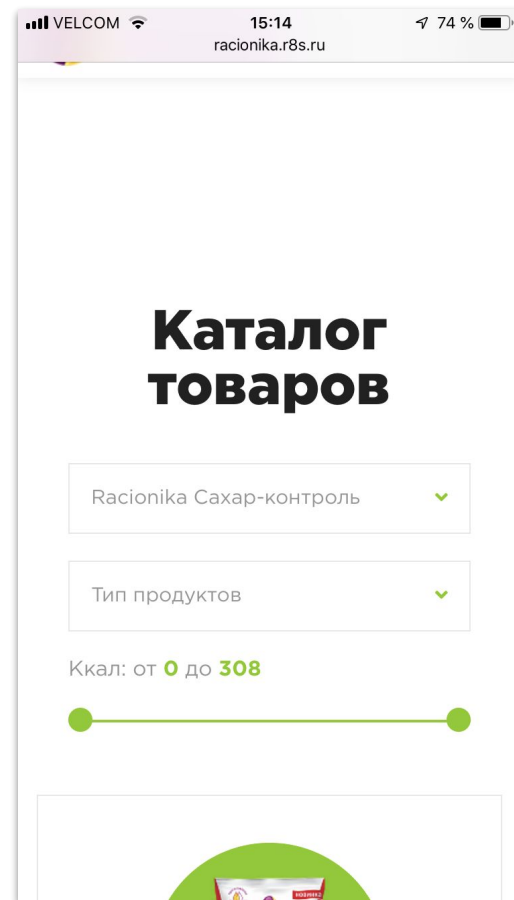 VELCOM 15:14 74 %
racionika.r8s.ru
Каталог
товаров
Racionika Сахар-контроль
Тип продуктов
Ккал: от 0 до 308
НОВИНКА